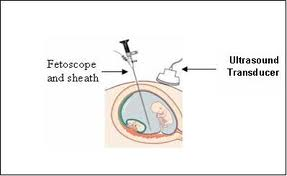 Fetoscope
and sheath
Ultrasound
Transducer